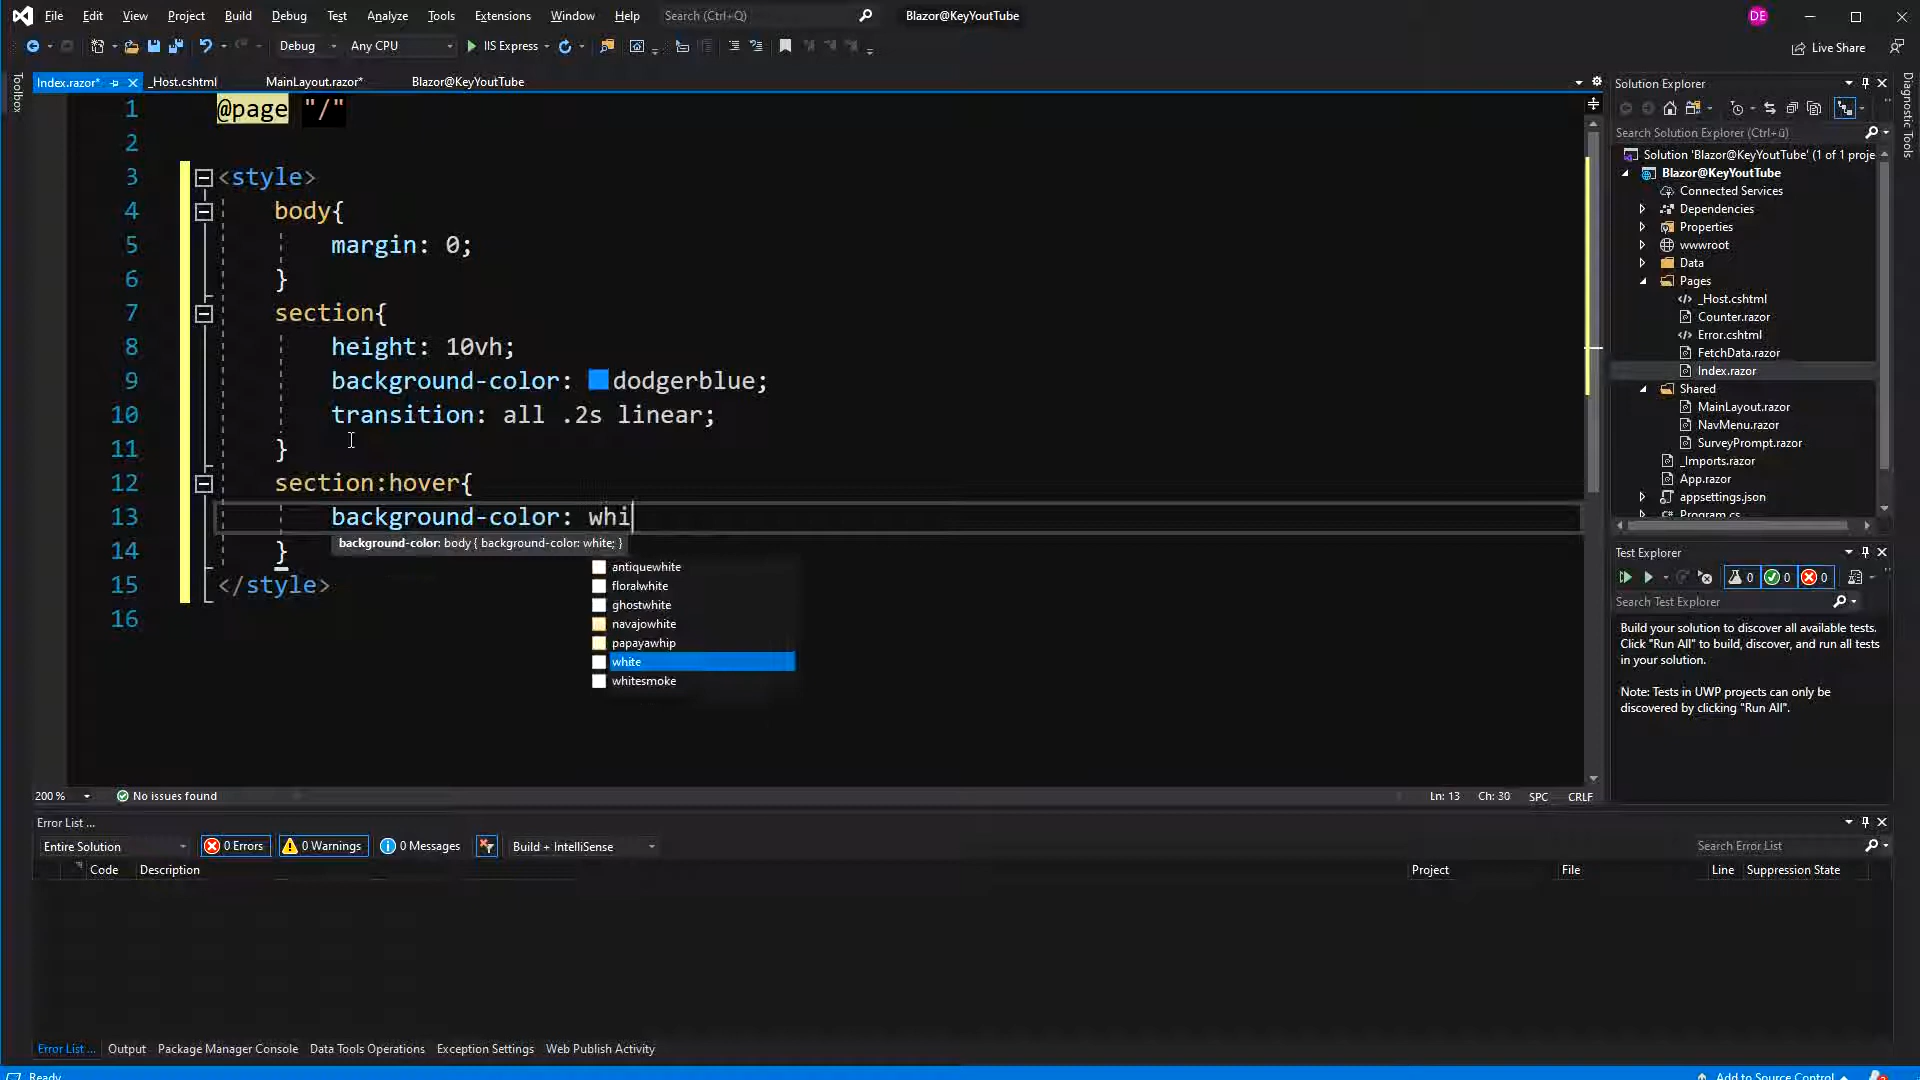 File Edit View Project Build Debug Test Analyze Tools Extensions Window Help Search (Ctrl+Q) Blazor@KeyYoutTube DE
Debug Any CPU IIS Express Live Share
Toolbox
Index.razor* _Host.cshtml MainLayout.razor* Blazor@KeyYoutTube
1 @page "/"
2
3 <style>
4 body{
5 margin: 0;
6 }
7 section{
8 height: 10vh;
9 background-color: dodgerblue;
10 transition: all .2s linear;
11 }
12 section:hover{
13 background-color: whi
background-color: body { background-color: white; }
14 }
15 </style>
16
antiquewhite
floralwhite
ghostwhite
navajowhite
papayawhip
white
whitesmoke
200 % No issues found Ln: 13 Ch: 30 SPC CRLF
Solution Explorer
Search Solution Explorer (Ctrl+ü)
Solution 'Blazor@KeyYoutTube' (1 of 1 proje
Blazor@KeyYoutTube
Connected Services
Dependencies
Properties
wwwroot
Data
Pages
_Host.cshtml
Counter.razor
Error.cshtml
FetchData.razor
Index.razor
Shared
MainLayout.razor
NavMenu.razor
SurveyPrompt.razor
_Imports.razor
App.razor
appsettings.json
Program.cs
Diagnostic Tools
Test Explorer
0 0 0
Search Test Explorer
Build your solution to discover all available tests.
Click "Run All" to build, discover, and run all tests
in your solution.
Note: Tests in UWP projects can only be
discovered by clicking "Run All".
Error List ...
Entire Solution 0 Errors 0 Warnings 0 Messages Build + IntelliSense Search Error List
Code Description Project File Line Suppression State
Error List ... Output Package Manager Console Data Tools Operations Exception Settings Web Publish Activity
Ready Add to Source Control